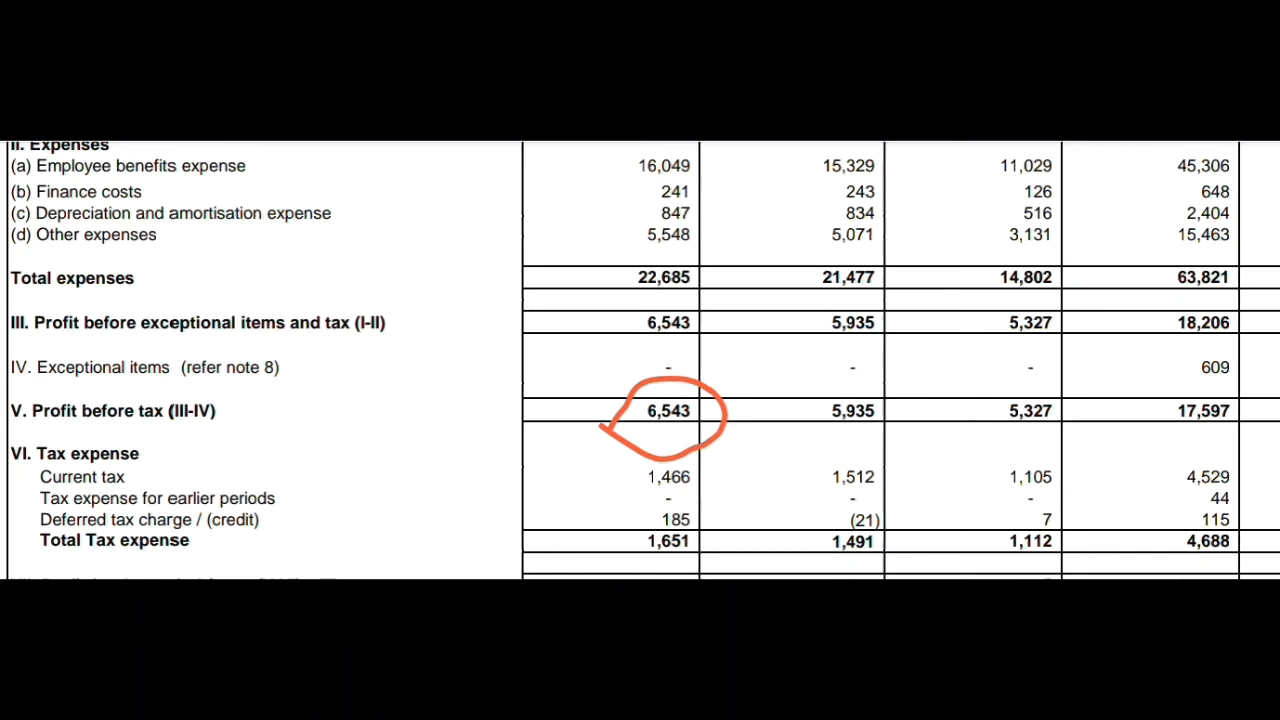 II. Expenses
(a) Employee benefits expense 16,049 15,329 11,029 45,306
(b) Finance costs 241 243 126 648
(c) Depreciation and amortisation expense 847 834 516 2,404
(d) Other expenses 5,548 5,071 3,131 15,463
Total expenses 22,685 21,477 14,802 63,821
III. Profit before exceptional items and tax (I-II) 6,543 5,935 5,327 18,206
IV. Exceptional items (refer note 8) - - - 609
V. Profit before tax (III-IV) 6,543 5,935 5,327 17,597
VI. Tax expense
Current tax 1,466 1,512 1,105 4,529
Tax expense for earlier periods - - - 44
Deferred tax charge / (credit) 185 (21) 7 115
Total Tax expense 1,651 1,491 1,112 4,688